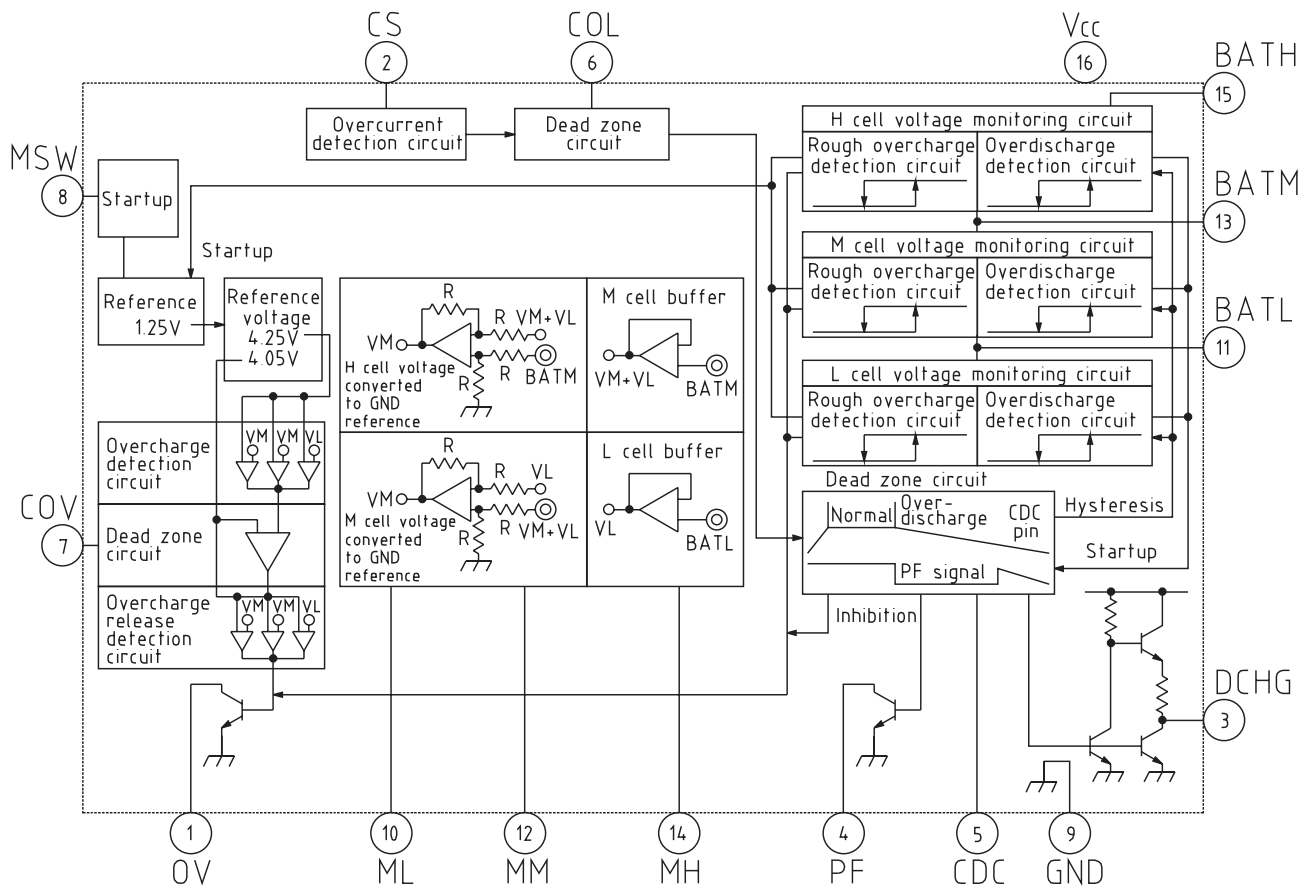 CS
2
COL
6
Vcc
16
BATH
15
Overcurrent
detection circuit
Dead zone
circuit
H cell voltage monitoring circuit
Rough overcharge
detection circuit
Overdischarge
detection circuit
MSW
8
Startup
BATM
13
Startup
M cell voltage monitoring circuit
Rough overcharge
detection circuit
Overdischarge
detection circuit
Reference
1.25V
Reference
voltage
4.25V
4.05V
R
R VM+VL
VM
R BATM
R
H cell voltage
converted
to GND
reference
M cell buffer
VM+VL
BATM
BATL
11
L cell voltage monitoring circuit
Rough overcharge
detection circuit
Overdischarge
detection circuit
Overcharge
detection
circuit
VM VM VL
R
R VL
VM
R VM+VL
R
M cell voltage
converted
to GND
reference
L cell buffer
VL
BATL
COV
7
Dead zone
circuit
Dead zone circuit
Normal
Over-
discharge
CDC
pin
PF signal
Hysteresis
Startup
Overcharge
release
detection
circuit
VM VM VL
Inhibition
DCHG
3
1
OV
10
ML
12
MM
14
MH
4
PF
5
CDC
9
GND